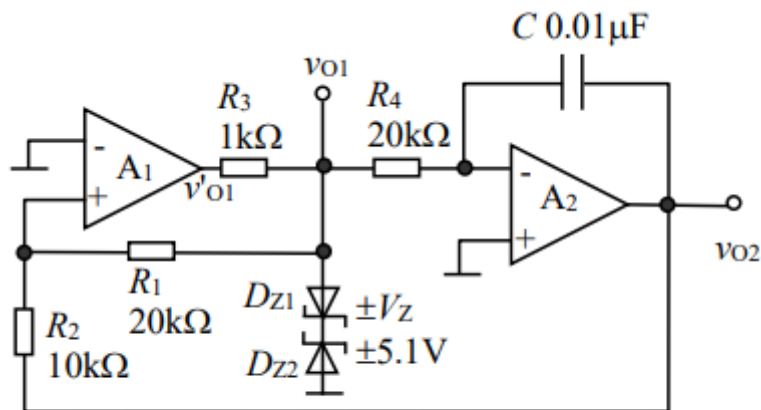 C 0.01μF
vO1
R3
1kΩ
R4
20kΩ
-
A1
+
v'O1
-
A2
+
vO2
R1
20kΩ
R2
10kΩ
DZ1
±VZ
±5.1V
DZ2